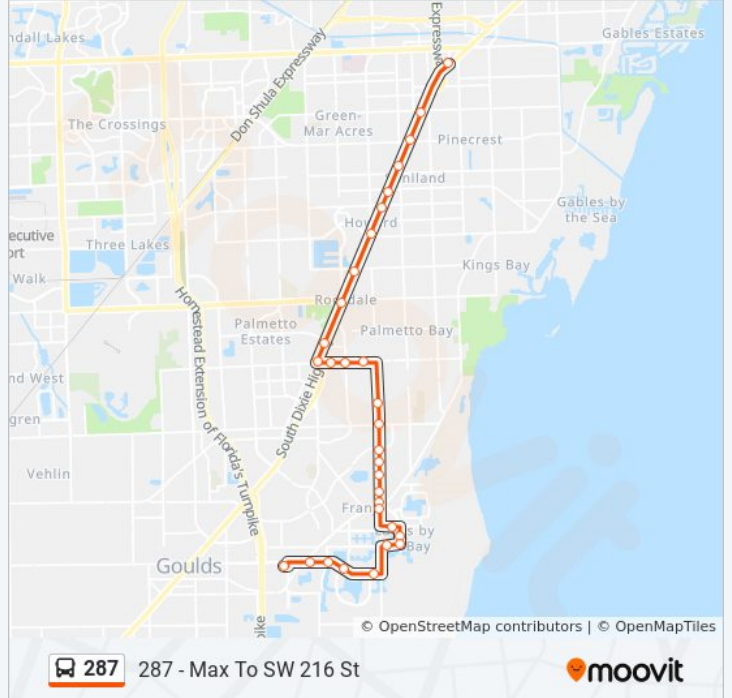 ndall Lakes
Expressw
Gables Estates
Don Shula Expressway
The Crossings
Green-
Mar Acres
Pinecrest
niland
Gables by
the Sea
Howard
ecutive
ort
Three Lakes
Walk
Kings Bay
Homestead Extension of Florida's Turnpike
Rosedale
Palmetto
Estates
Palmetto Bay
nd West
South Dixie Hig
gren
Vehlin
Fran
s by
Bay
Goulds
pike
© OpenStreetMap contributors | © OpenMapTiles
287 287 - Max To SW 216 St
moovit